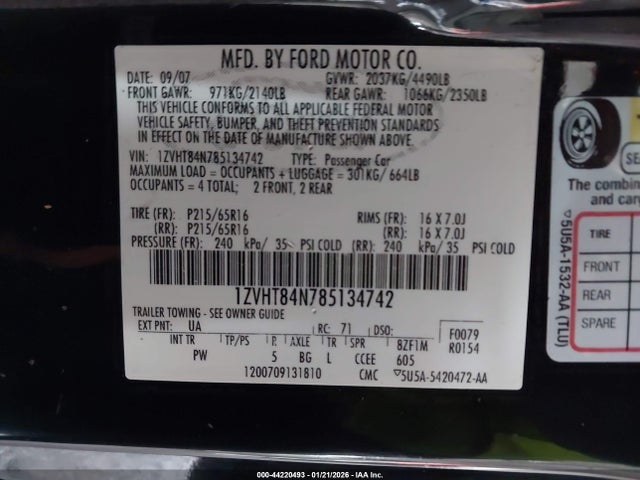 MFD. BY FORD MOTOR CO.
DATE: 09/07 GVWR: 2037KG/4490LB
FRONT GAWR: 971KG/2140LB REAR GAWR: 1066KG/2350LB
THIS VEHICLE CONFORMS TO ALL APPLICABLE FEDERAL MOTOR
VEHICLE SAFETY, BUMPER, AND THEFT PREVENTION STANDARDS
IN EFFECT ON THE DATE OF MANUFACTURE SHOWN ABOVE.
VIN: 1ZVHT84N785134742 TYPE: Passenger Car
MAXIMUM LOAD = OCCUPANTS + LUGGAGE = 301KG/ 664LB
OCCUPANTS = 4 TOTAL; 2 FRONT, 2 REAR
TIRE (FR): P215/65R16 RIMS (FR): 16 X 7.0J
(RR): P215/65R16 (RR): 16 X 7.0J
PRESSURE (FR): 240 kPa/ 35 PSI COLD (RR): 240 kPa/ 35 PSI COLD
1ZVHT84N785134742
TRAILER TOWING - SEE OWNER GUIDE
EXT PNT: UA RC: 71 DSO: F0079
INT TR TP/PS R AXLE TR SPR 8ZF1M R0154
PW 5 BG L CCEE 605
1200709131810 CMC ▽5U5A-5420472-AA
SE
The combin
and car
TIRE
FRONT
REAR
SPARE
▽5U5A-1532-AA (TLU)
000-44220493 - 01/21/2026 - IAA Inc.